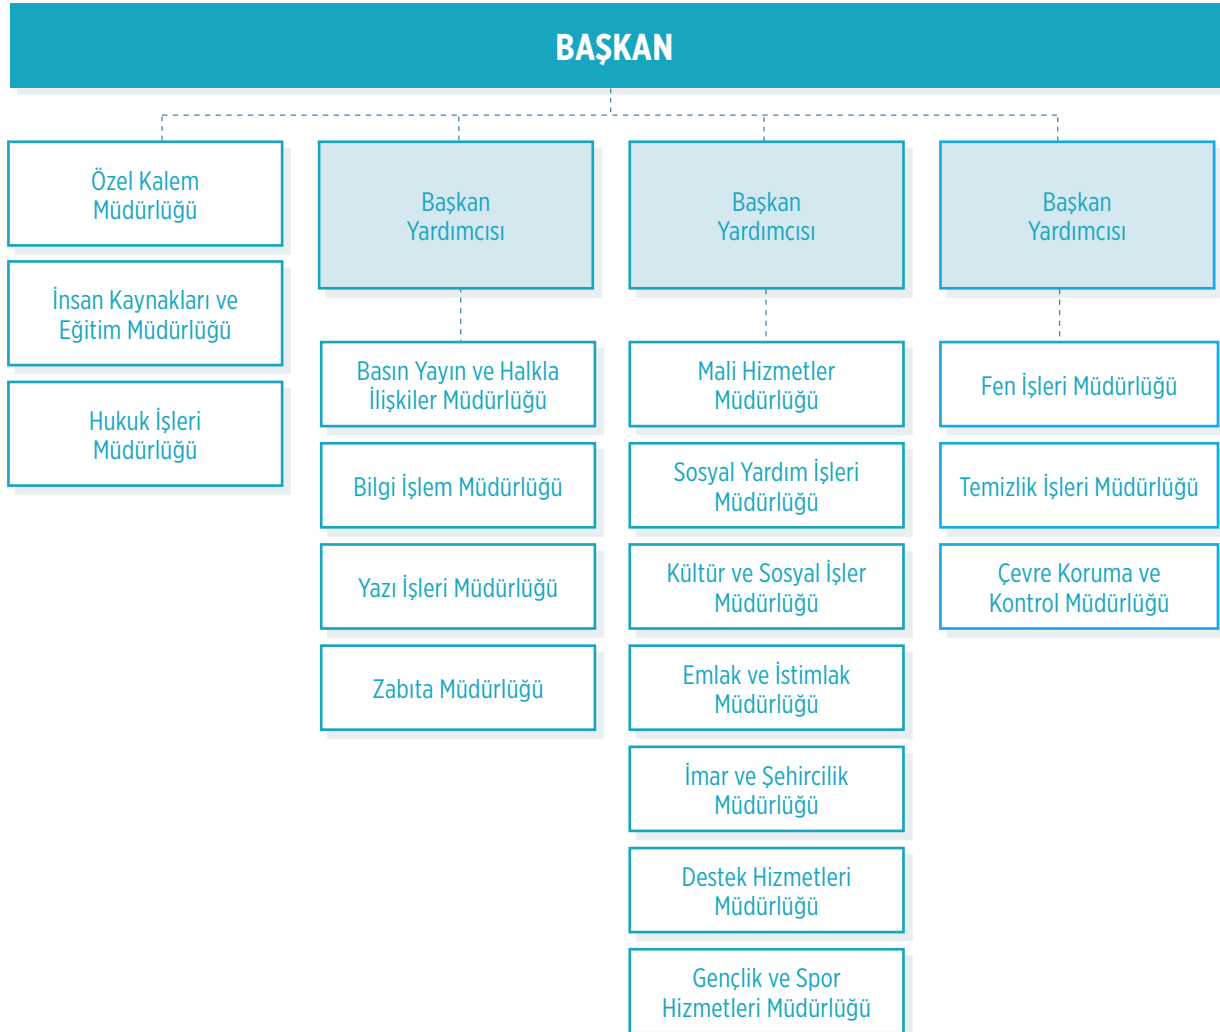 BAŞKAN
Özel Kalem
Müdürlüğü
İnsan Kaynakları ve
Eğitim Müdürlüğü
Hukuk İşleri
Müdürlüğü
Başkan
Yardımcısı
Basın Yayın ve Halkla
İlişkiler Müdürlüğü
Bilgi İşlem Müdürlüğü
Yazı İşleri Müdürlüğü
Zabıta Müdürlüğü
Başkan
Yardımcısı
Mali Hizmetler
Müdürlüğü
Sosyal Yardım İşleri
Müdürlüğü
Kültür ve Sosyal İşler
Müdürlüğü
Emlak ve İstimlak
Müdürlüğü
İmar ve Şehircilik
Müdürlüğü
Destek Hizmetleri
Müdürlüğü
Gençlik ve Spor
Hizmetleri Müdürlüğü
Başkan
Yardımcısı
Fen İşleri Müdürlüğü
Temizlik İşleri Müdürlüğü
Çevre Koruma ve
Kontrol Müdürlüğü